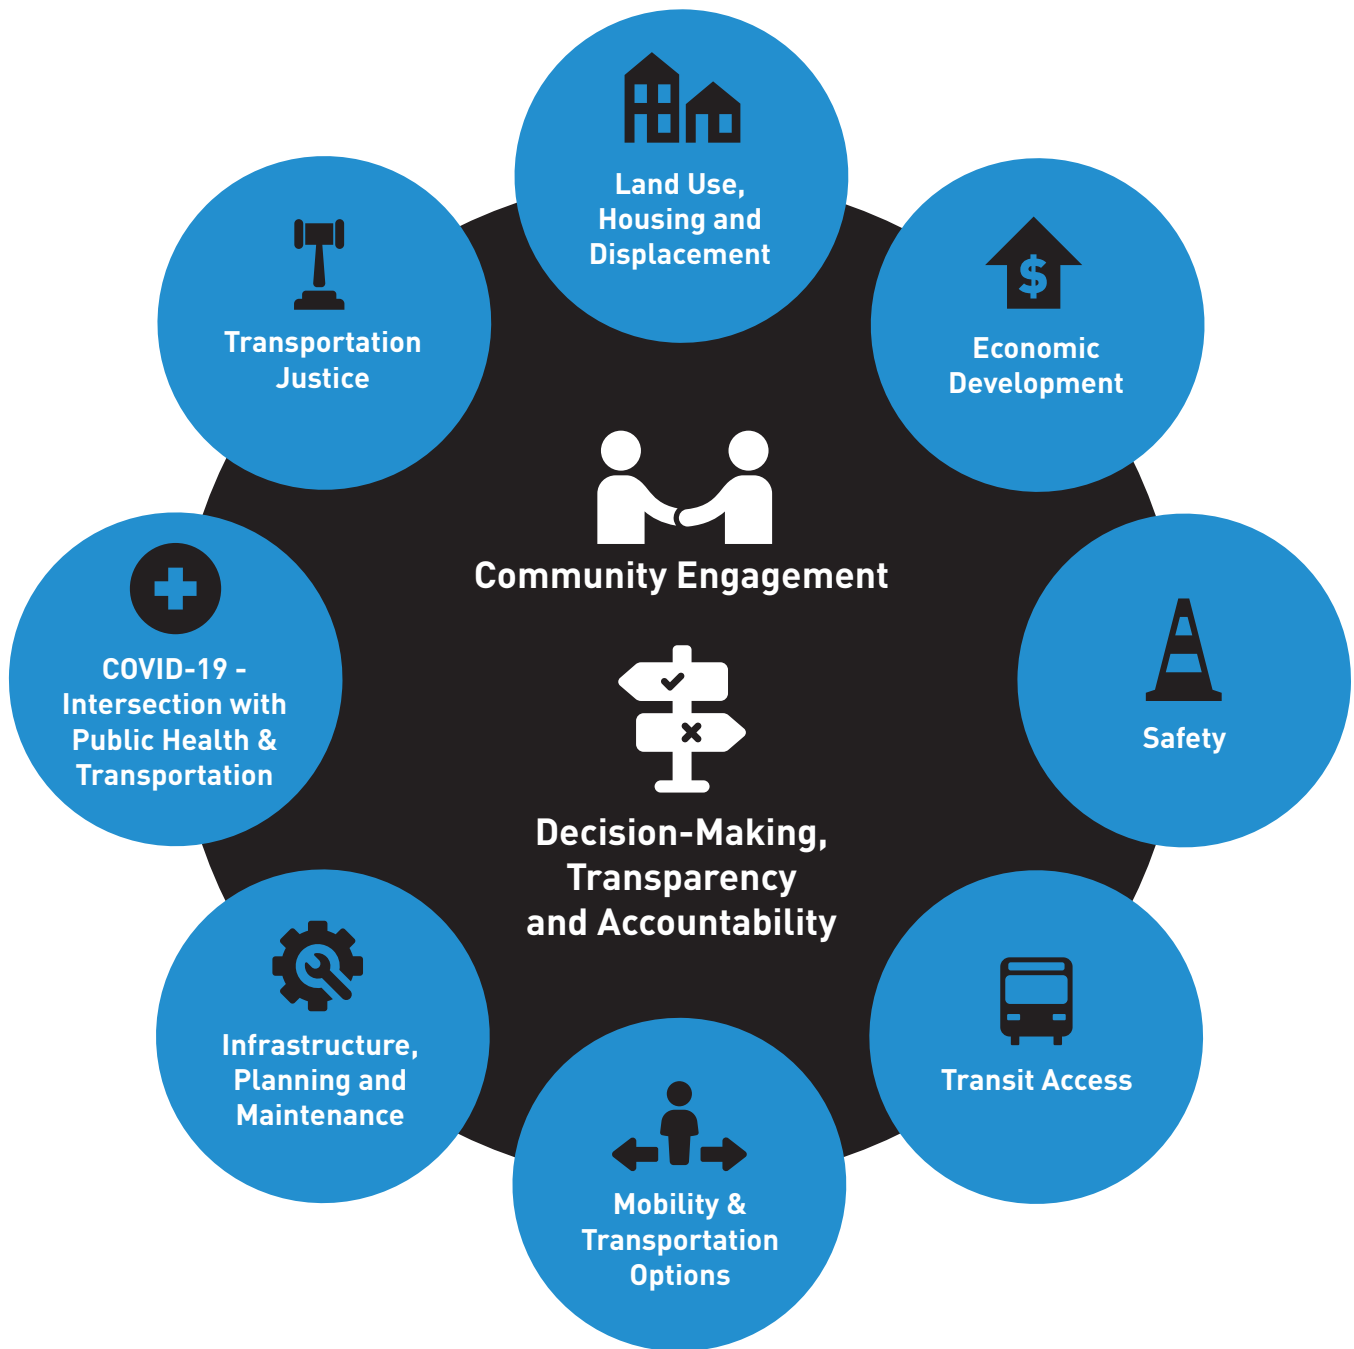 Land Use,
Housing and
Displacement
$
Economic
Development
Transportation
Justice
Community Engagement
COVID-19 -
Intersection with
Public Health &
Transportation
Safety
Decision-Making,
Transparency
and Accountability
Infrastructure,
Planning and
Maintenance
Transit Access
Mobility &
Transportation
Options